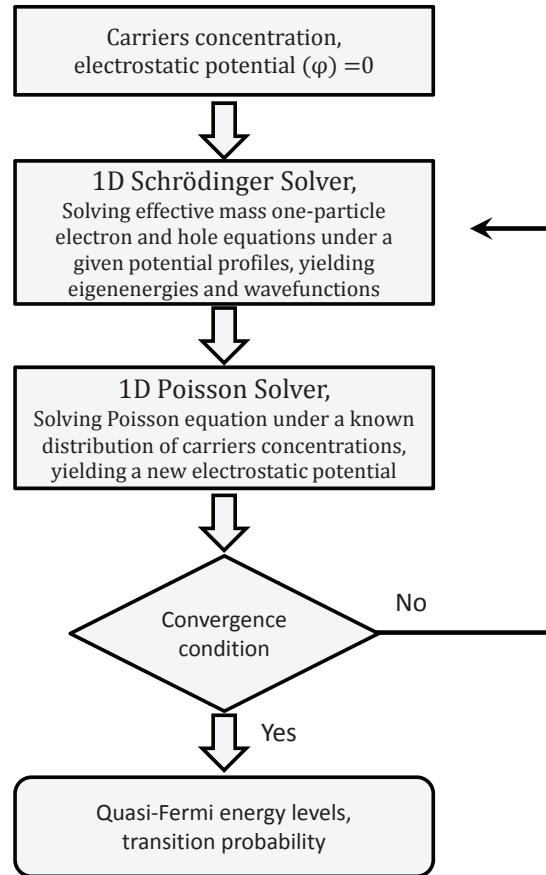 Carriers concentration,
electrostatic potential (φ) =0
1D Schrödinger Solver,
Solving effective mass one-particle
electron and hole equations under a
given potential profiles, yielding
eigenenergies and wavefunctions
1D Poisson Solver,
Solving Poisson equation under a known
distribution of carriers concentrations,
yielding a new electrostatic potential
Convergence
condition
No
Yes
Quasi-Fermi energy levels,
transition probability